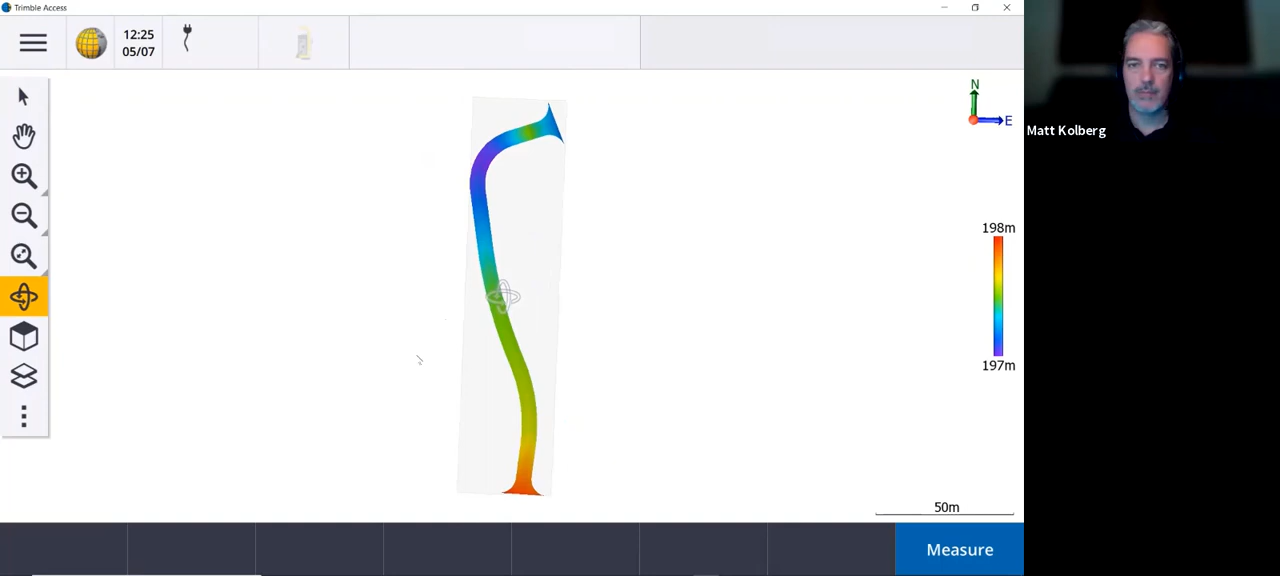 Trimble Access
12:25
05/07
N
E
Matt Kolberg
198m
197m
50m
Measure